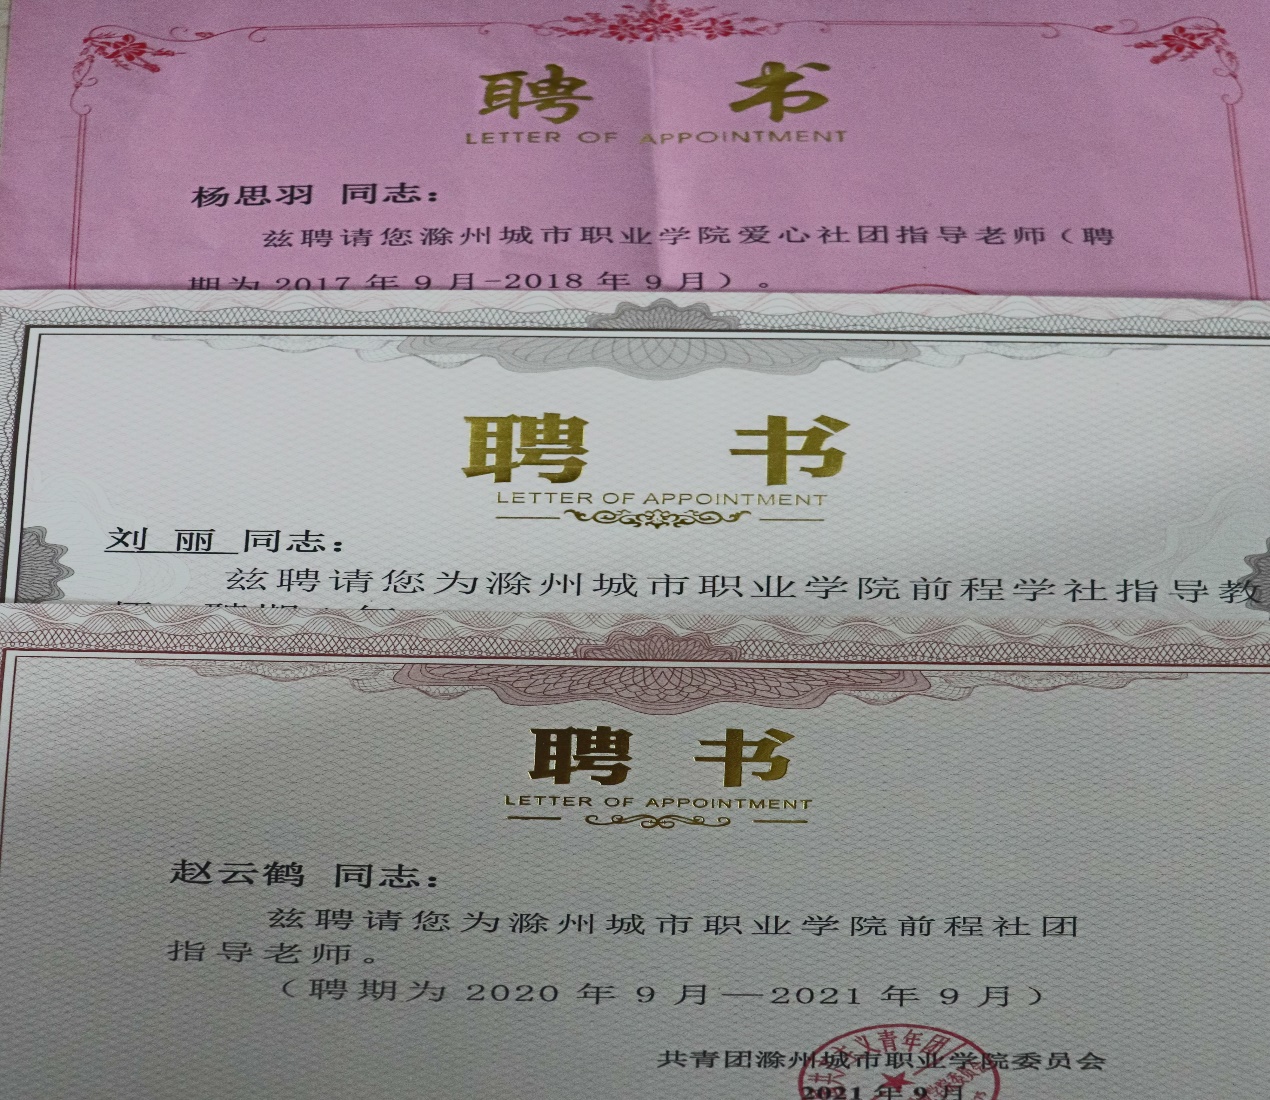 聘 书
LETTER OF APPOINTMENT
杨思羽 同志：
兹聘请您滁州城市职业学院爱心社团指导老师（聘
期为 2017 年 9 月-2018 年 9 月）。
聘 书
LETTER OF APPOINTMENT
刘 丽 同志：
兹聘请您为滁州城市职业学院前程学社指导教
聘 书
LETTER OF APPOINTMENT
赵云鹤 同志：
兹聘请您为滁州城市职业学院前程社团
指导老师。
（聘期为 2020 年 9 月—2021 年 9 月）
共青团滁州城市职业学院委员会
2021 年 9 月